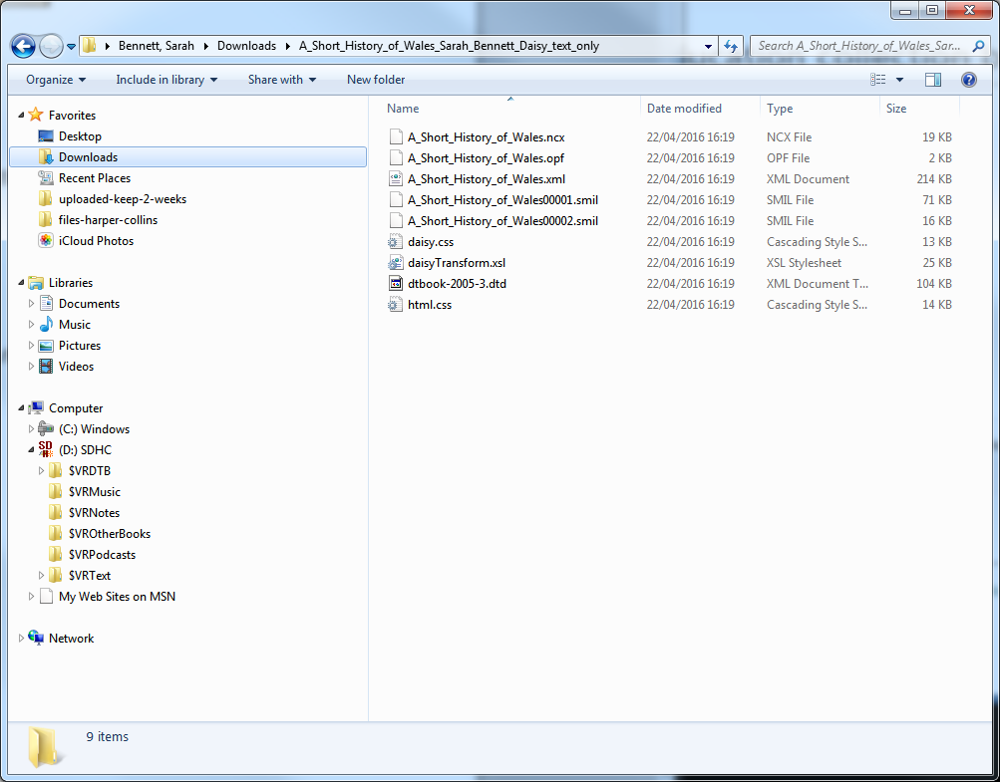 Bennett, Sarah Downloads A_Short_History_of_Wales_Sarah_Bennett_Daisy_text_only Search A_Short_History_of_Wales_Sar...
Organize Include in library Share with New folder
Favorites
Desktop
Downloads
Recent Places
uploaded-keep-2-weeks
files-harper-collins
iCloud Photos
Libraries
Documents
Music
Pictures
Videos
Computer
(C:) Windows
SD (D:) SDHC
$VRDTB
$VRMusic
$VRNotes
$VROtherBooks
$VRPodcasts
$VRText
My Web Sites on MSN
Network
Name Date modified Type Size
A_Short_History_of_Wales.ncx 22/04/2016 16:19 NCX File 19 KB
A_Short_History_of_Wales.opf 22/04/2016 16:19 OPF File 2 KB
A_Short_History_of_Wales.xml 22/04/2016 16:19 XML Document 214 KB
A_Short_History_of_Wales00001.smil 22/04/2016 16:19 SMIL File 71 KB
A_Short_History_of_Wales00002.smil 22/04/2016 16:19 SMIL File 16 KB
daisy.css 22/04/2016 16:19 Cascading Style S... 13 KB
daisyTransform.xsl 22/04/2016 16:19 XSL Stylesheet 25 KB
dtbook-2005-3.dtd 22/04/2016 16:19 XML Document T... 104 KB
html.css 22/04/2016 16:19 Cascading Style S... 14 KB
9 items